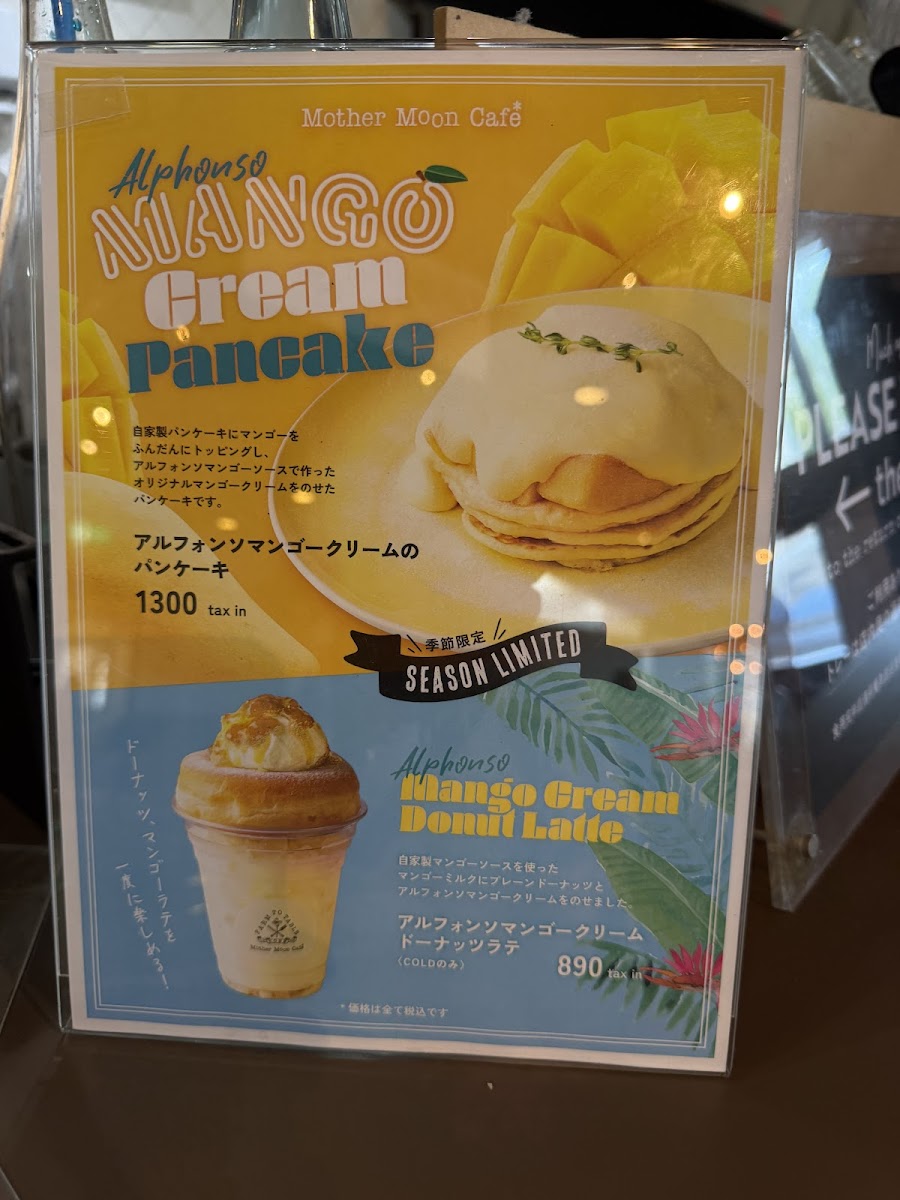 Mother Moon Café*
Alphonso
MANGO
Cream
Pancake
自家製パンケーキにマンゴーを
ふんだんにトッピングし、
アルフォンソマンゴーソースで作った
オリジナルマンゴークリームをのせた
パンケーキです。
アルフォンソマンゴークリームの
パンケーキ
1300 tax in
季節限定
SEASON LIMITED
ドーナッツ、マンゴーラテを
一度に楽しめる!
FARM TO TABLE
Mother Moon Café
Alphonso
Mango Cream
Donut Latte
自家製マンゴーソースを使った
マンゴーミルクにプレーンドーナッツと
アルフォンソマンゴークリームをのせました。
アルフォンソマンゴークリーム
ドーナッツラテ
(COLDのみ)
890 tax in
*価格は全て税込です
PLEASE
← the
to the return